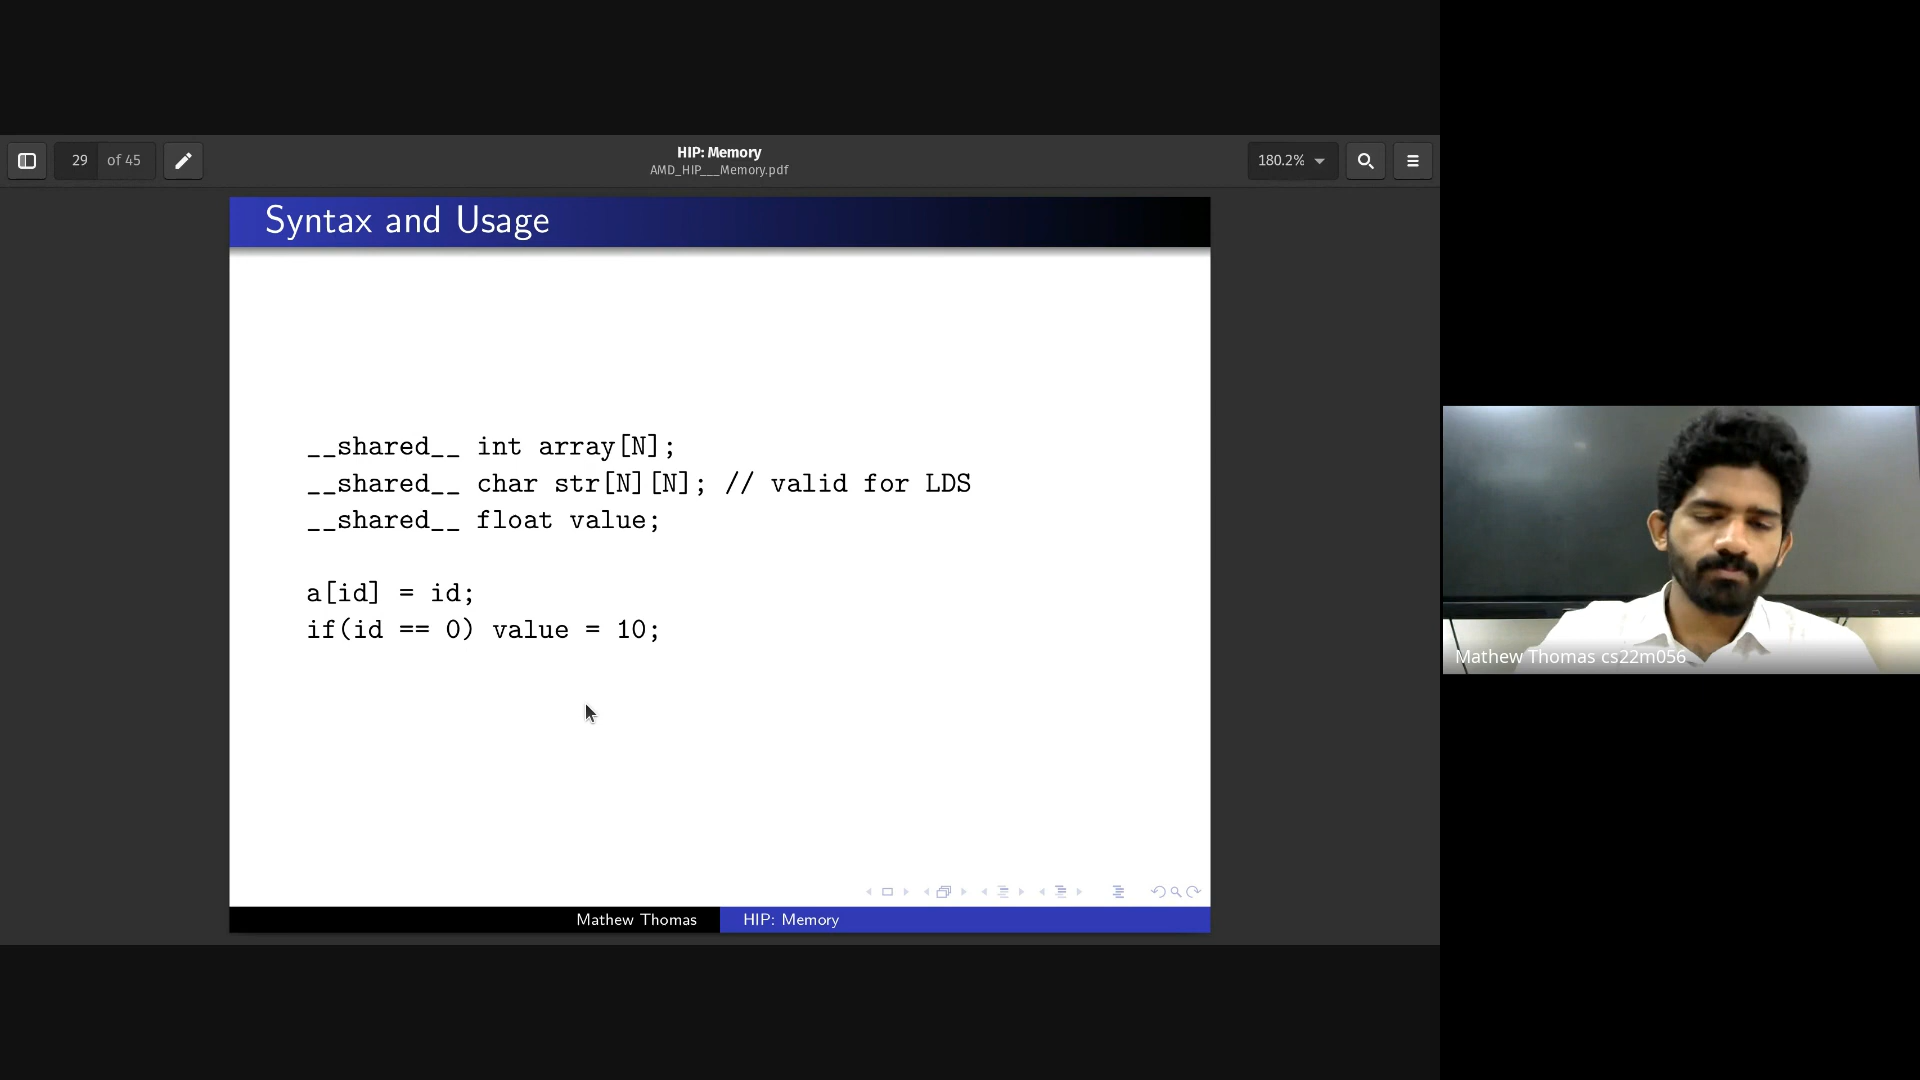 29 of 45
HIP: Memory
AMD_HIP___Memory.pdf
180.2%
Syntax and Usage
__shared__ int array[N];
__shared__ char str[N][N]; // valid for LDS
__shared__ float value;
a[id] = id;
if(id == 0) value = 10;
Mathew Thomas cs22m056
Mathew Thomas
HIP: Memory